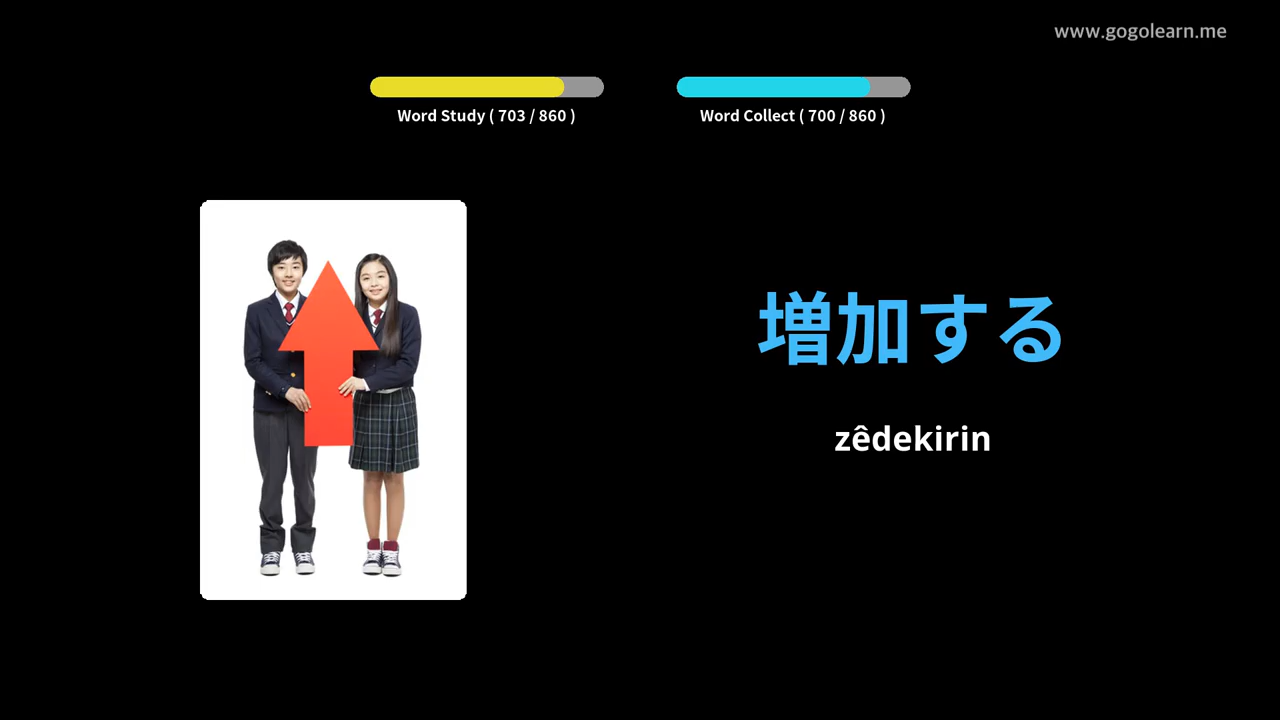 www.gogolearn.me
Word Study ( 703 / 860 )
Word Collect ( 700 / 860 )
増加する
zêdekirin